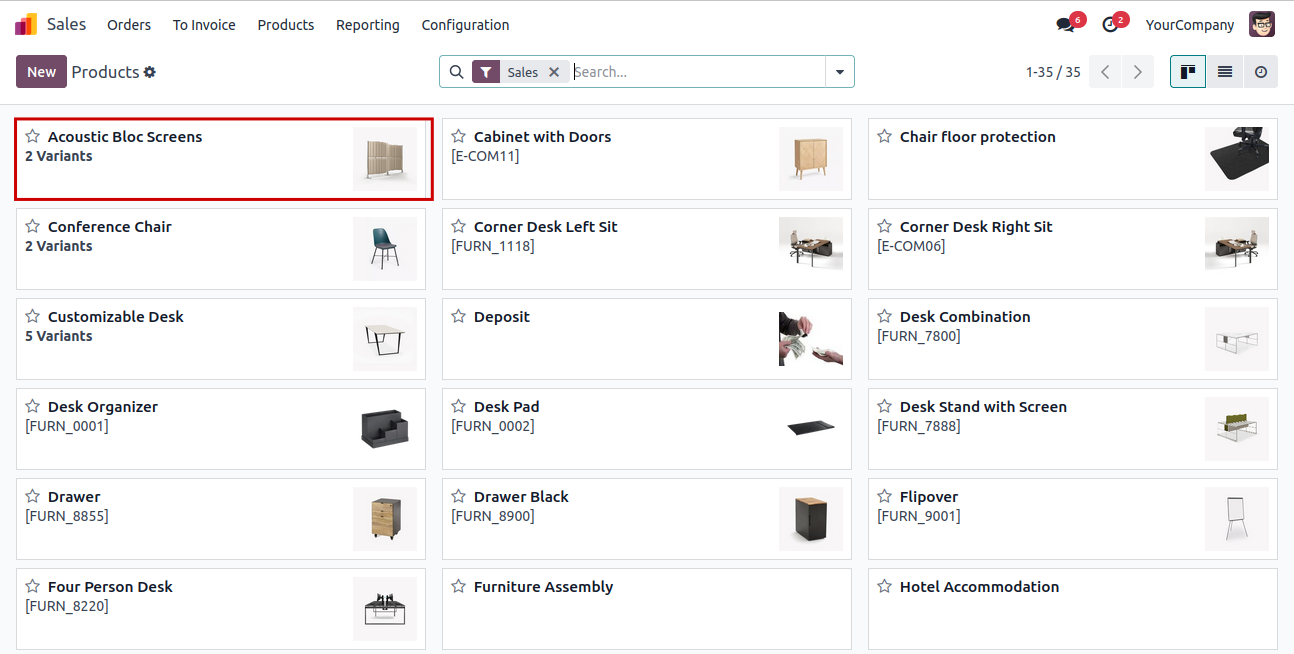 Sales Orders To Invoice Products Reporting Configuration 6 2 YourCompany
New Products Sales Search... 1-35 / 35
Acoustic Bloc Screens
2 Variants
Cabinet with Doors
[E-COM11]
Chair floor protection
Conference Chair
2 Variants
Corner Desk Left Sit
[FURN_1118]
Corner Desk Right Sit
[E-COM06]
Customizable Desk
5 Variants
Deposit
Desk Combination
[FURN_7800]
Desk Organizer
[FURN_0001]
Desk Pad
[FURN_0002]
Desk Stand with Screen
[FURN_7888]
Drawer
[FURN_8855]
Drawer Black
[FURN_8900]
Flipover
[FURN_9001]
Four Person Desk
[FURN_8220]
Furniture Assembly
Hotel Accommodation